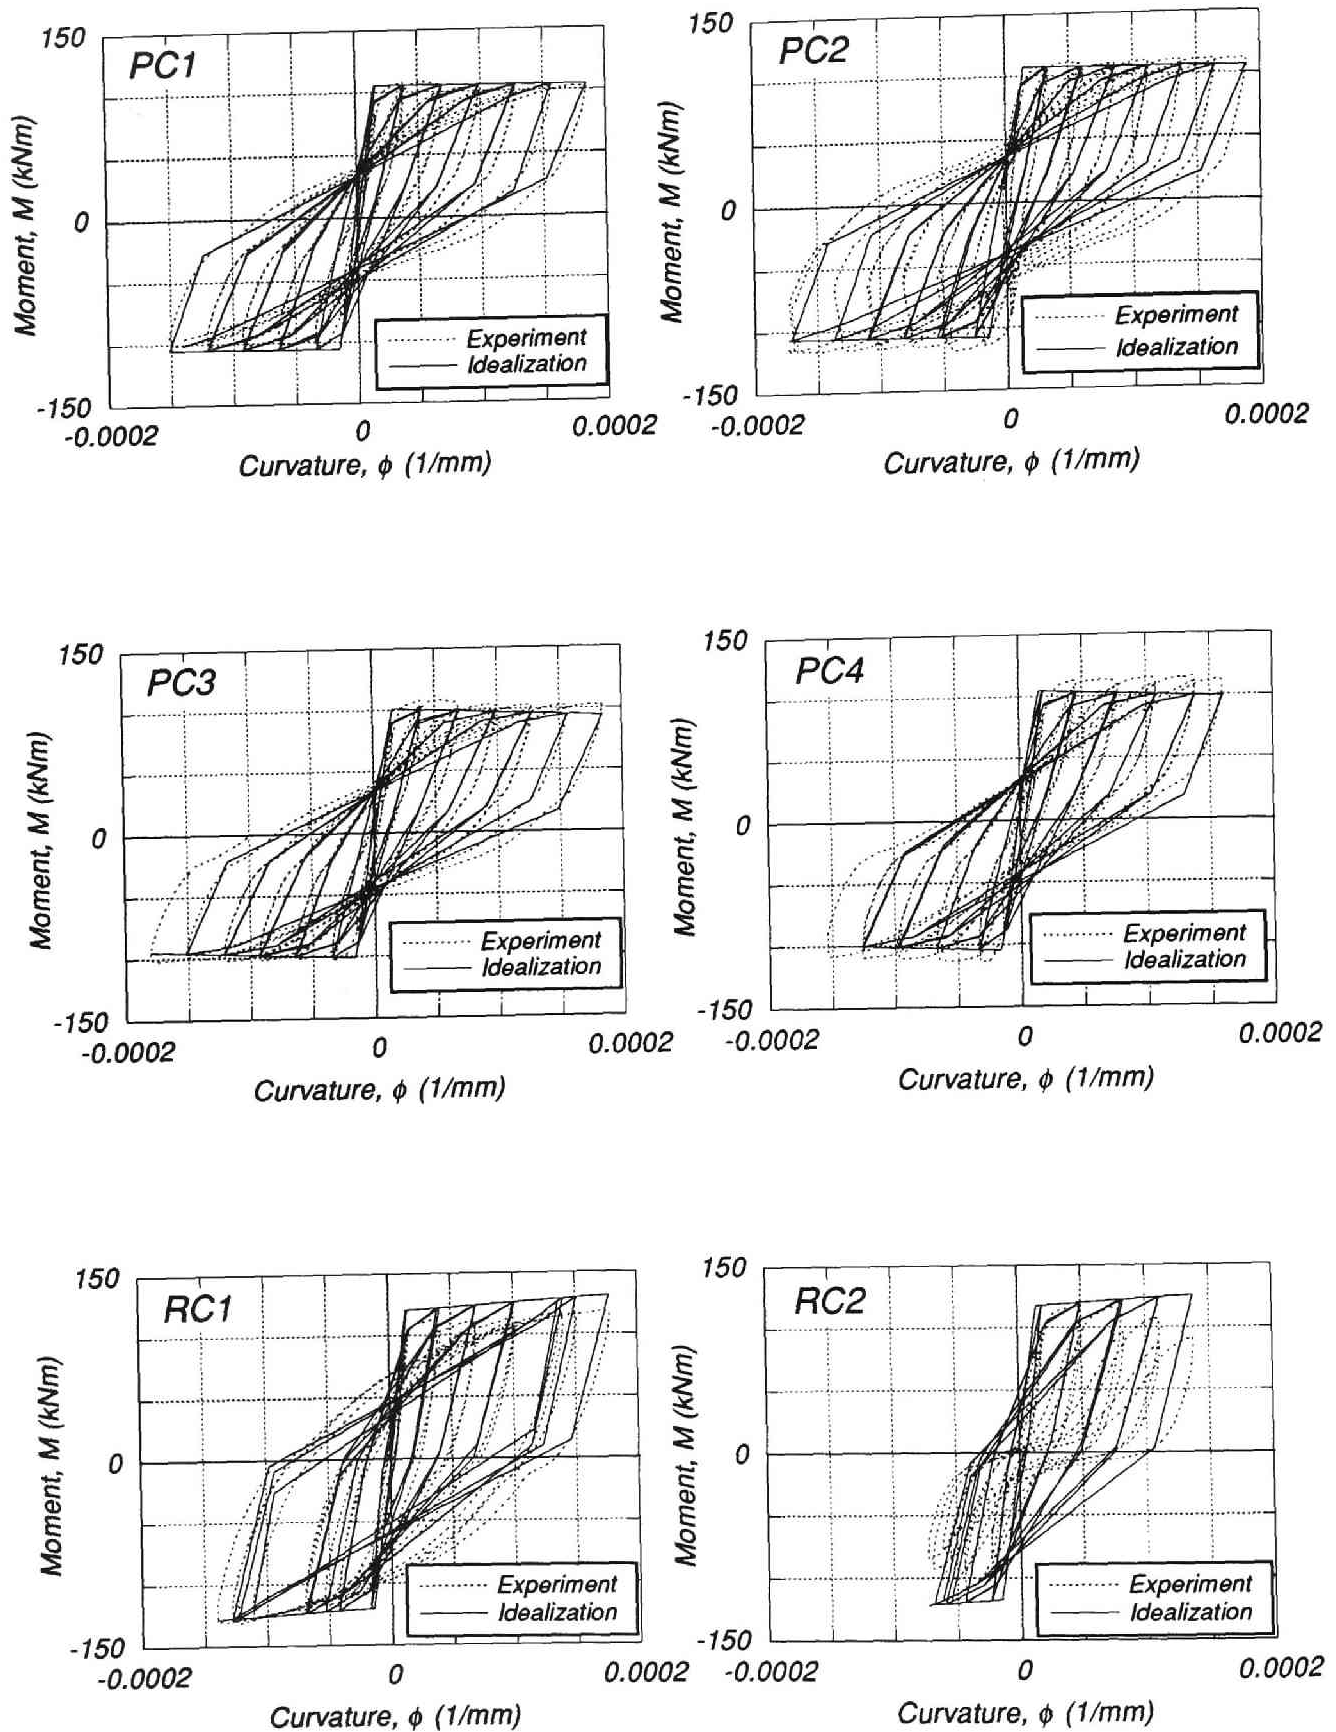 150
PC1
Moment, M (kNm)
0
Experiment
Idealization
-150
-0.0002
0
0.0002
Curvature, ϕ (1/mm)
150
PC2
Moment, M (kNm)
0
Experiment
Idealization
-150
-0.0002
0
0.0002
Curvature, ϕ (1/mm)
150
PC3
Moment, M (kNm)
0
Experiment
Idealization
-150
-0.0002
0
0.0002
Curvature, ϕ (1/mm)
150
PC4
Moment, M (kNm)
0
Experiment
Idealization
-150
-0.0002
0
0.0002
Curvature, ϕ (1/mm)
150
RC1
Moment, M (kNm)
0
Experiment
Idealization
-150
-0.0002
0
0.0002
Curvature, ϕ (1/mm)
150
RC2
Moment, M (kNm)
0
Experiment
Idealization
-150
-0.0002
0
0.0002
Curvature, ϕ (1/mm)